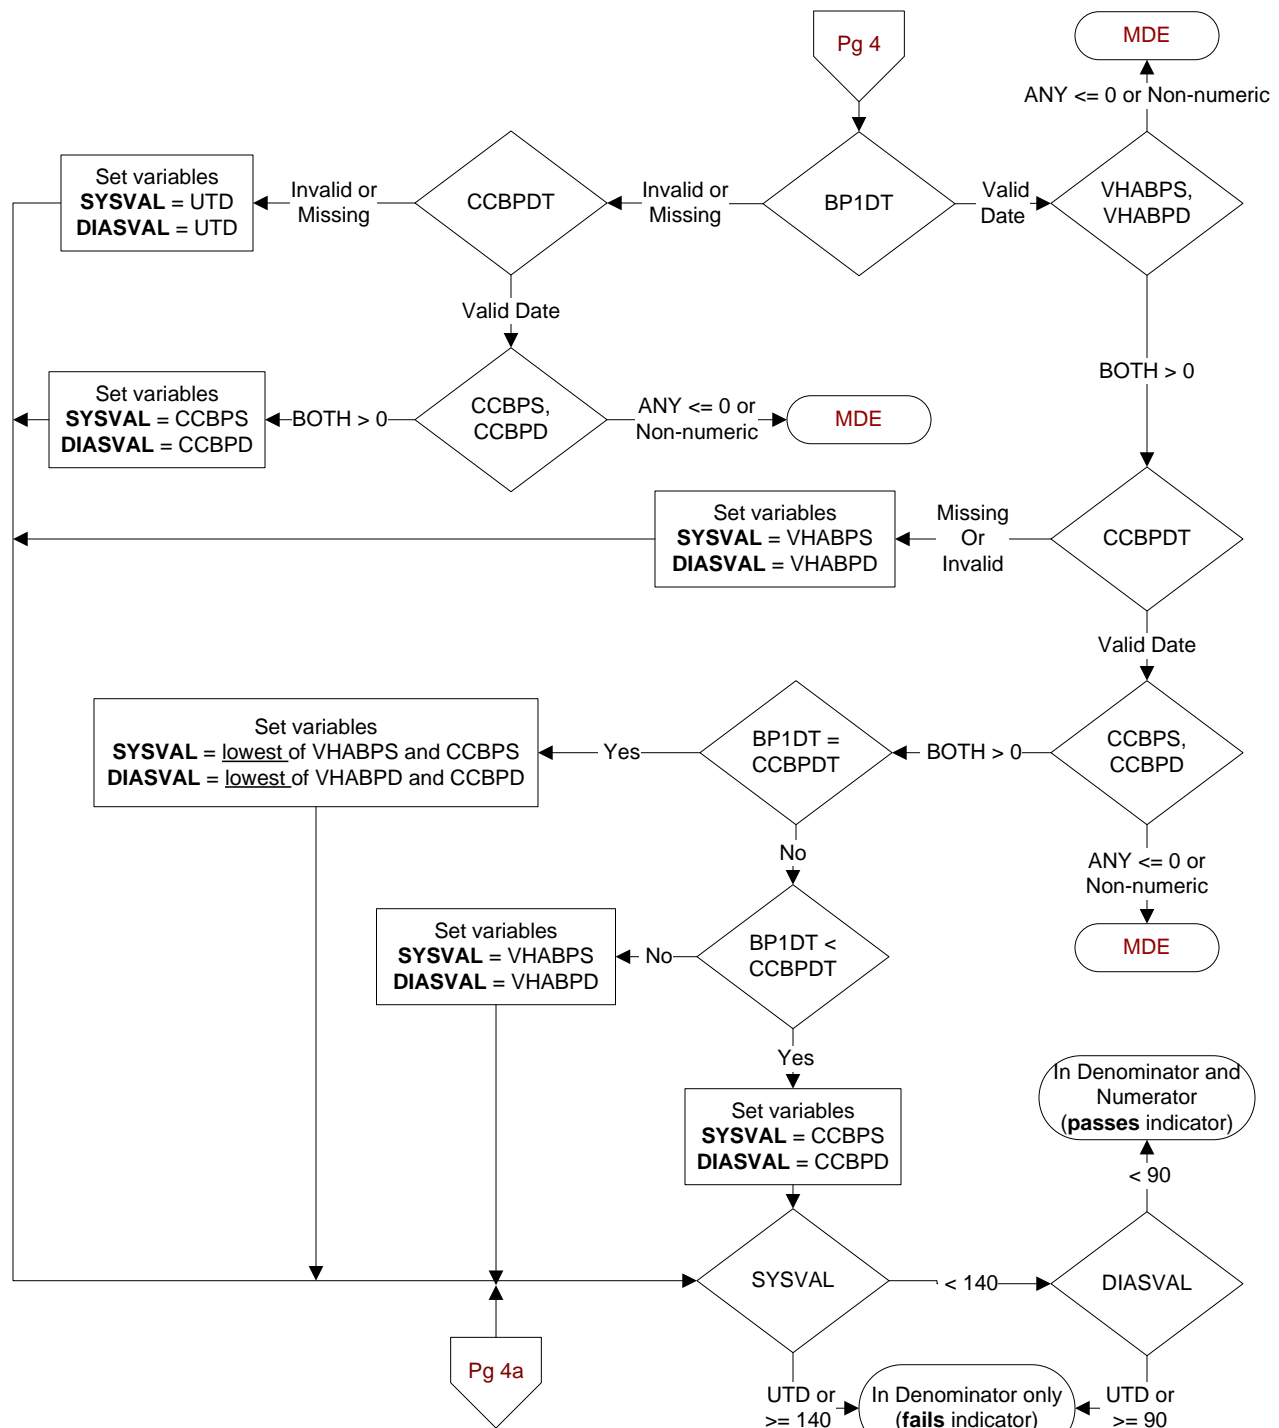 Pg 4
MDE
ANY <= 0 or Non-numeric
Set variables
SYSVAL = UTD
DIASVAL = UTD
Invalid or
Missing
CCBPDT
Invalid or
Missing
BP1DT
Valid
Date
VHABPS,
VHABPD
Valid Date
BOTH > 0
Set variables
SYSVAL = CCBPS
DIASVAL = CCBPD
BOTH > 0
CCBPS,
CCBPD
ANY <= 0 or
Non-numeric
MDE
Set variables
SYSVAL = VHABPS
DIASVAL = VHABPD
Missing
Or
Invalid
CCBPDT
Valid Date
Set variables
SYSVAL = lowest of VHABPS and CCBPS
DIASVAL = lowest of VHABPD and CCBPD
Yes
BP1DT =
CCBPDT
BOTH > 0
CCBPS,
CCBPD
No
ANY <= 0 or
Non-numeric
MDE
Set variables
SYSVAL = VHABPS
DIASVAL = VHABPD
No
BP1DT <
CCBPDT
Yes
Set variables
SYSVAL = CCBPS
DIASVAL = CCBPD
In Denominator and
Numerator
(passes indicator)
< 90
SYSVAL
< 140
DIASVAL
Pg 4a
UTD or
>= 140
In Denominator only
(fails indicator)
UTD or
>= 90